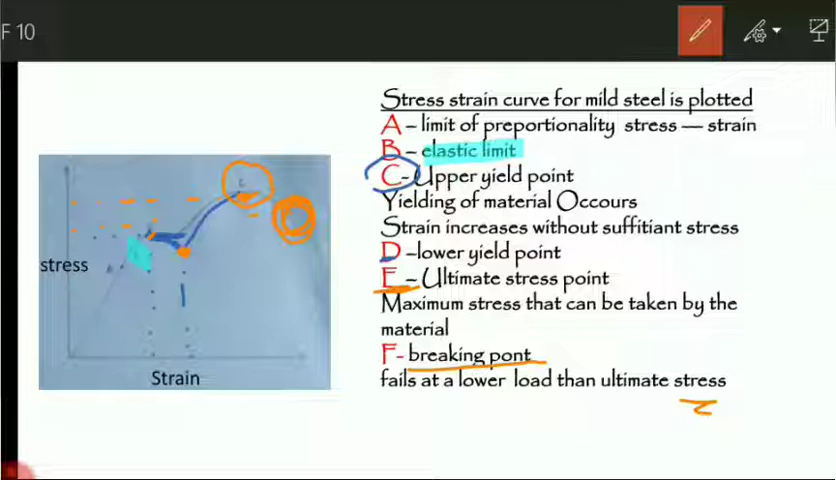 F 10
Stress strain curve for mild steel is plotted
A – limit of preportionality stress — strain
B – elastic limit
C- Upper yield point
Yielding of material Occours
Strain increases without suffitiant stress
D –lower yield point
E – Ultimate stress point
Maximum stress that can be taken by the
material
F- breaking pont
fails at a lower load than ultimate stress
stress
Strain